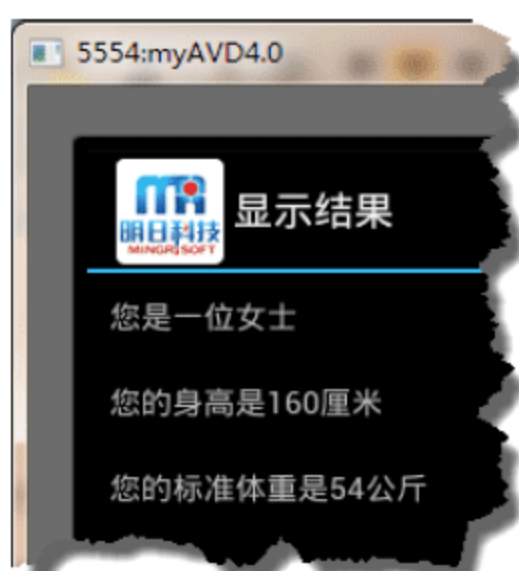 5554:myAVD4.0
明日科技
MINGRISOFT
显示结果
您是一位女士
您的身高是160厘米
您的标准体重是54公斤